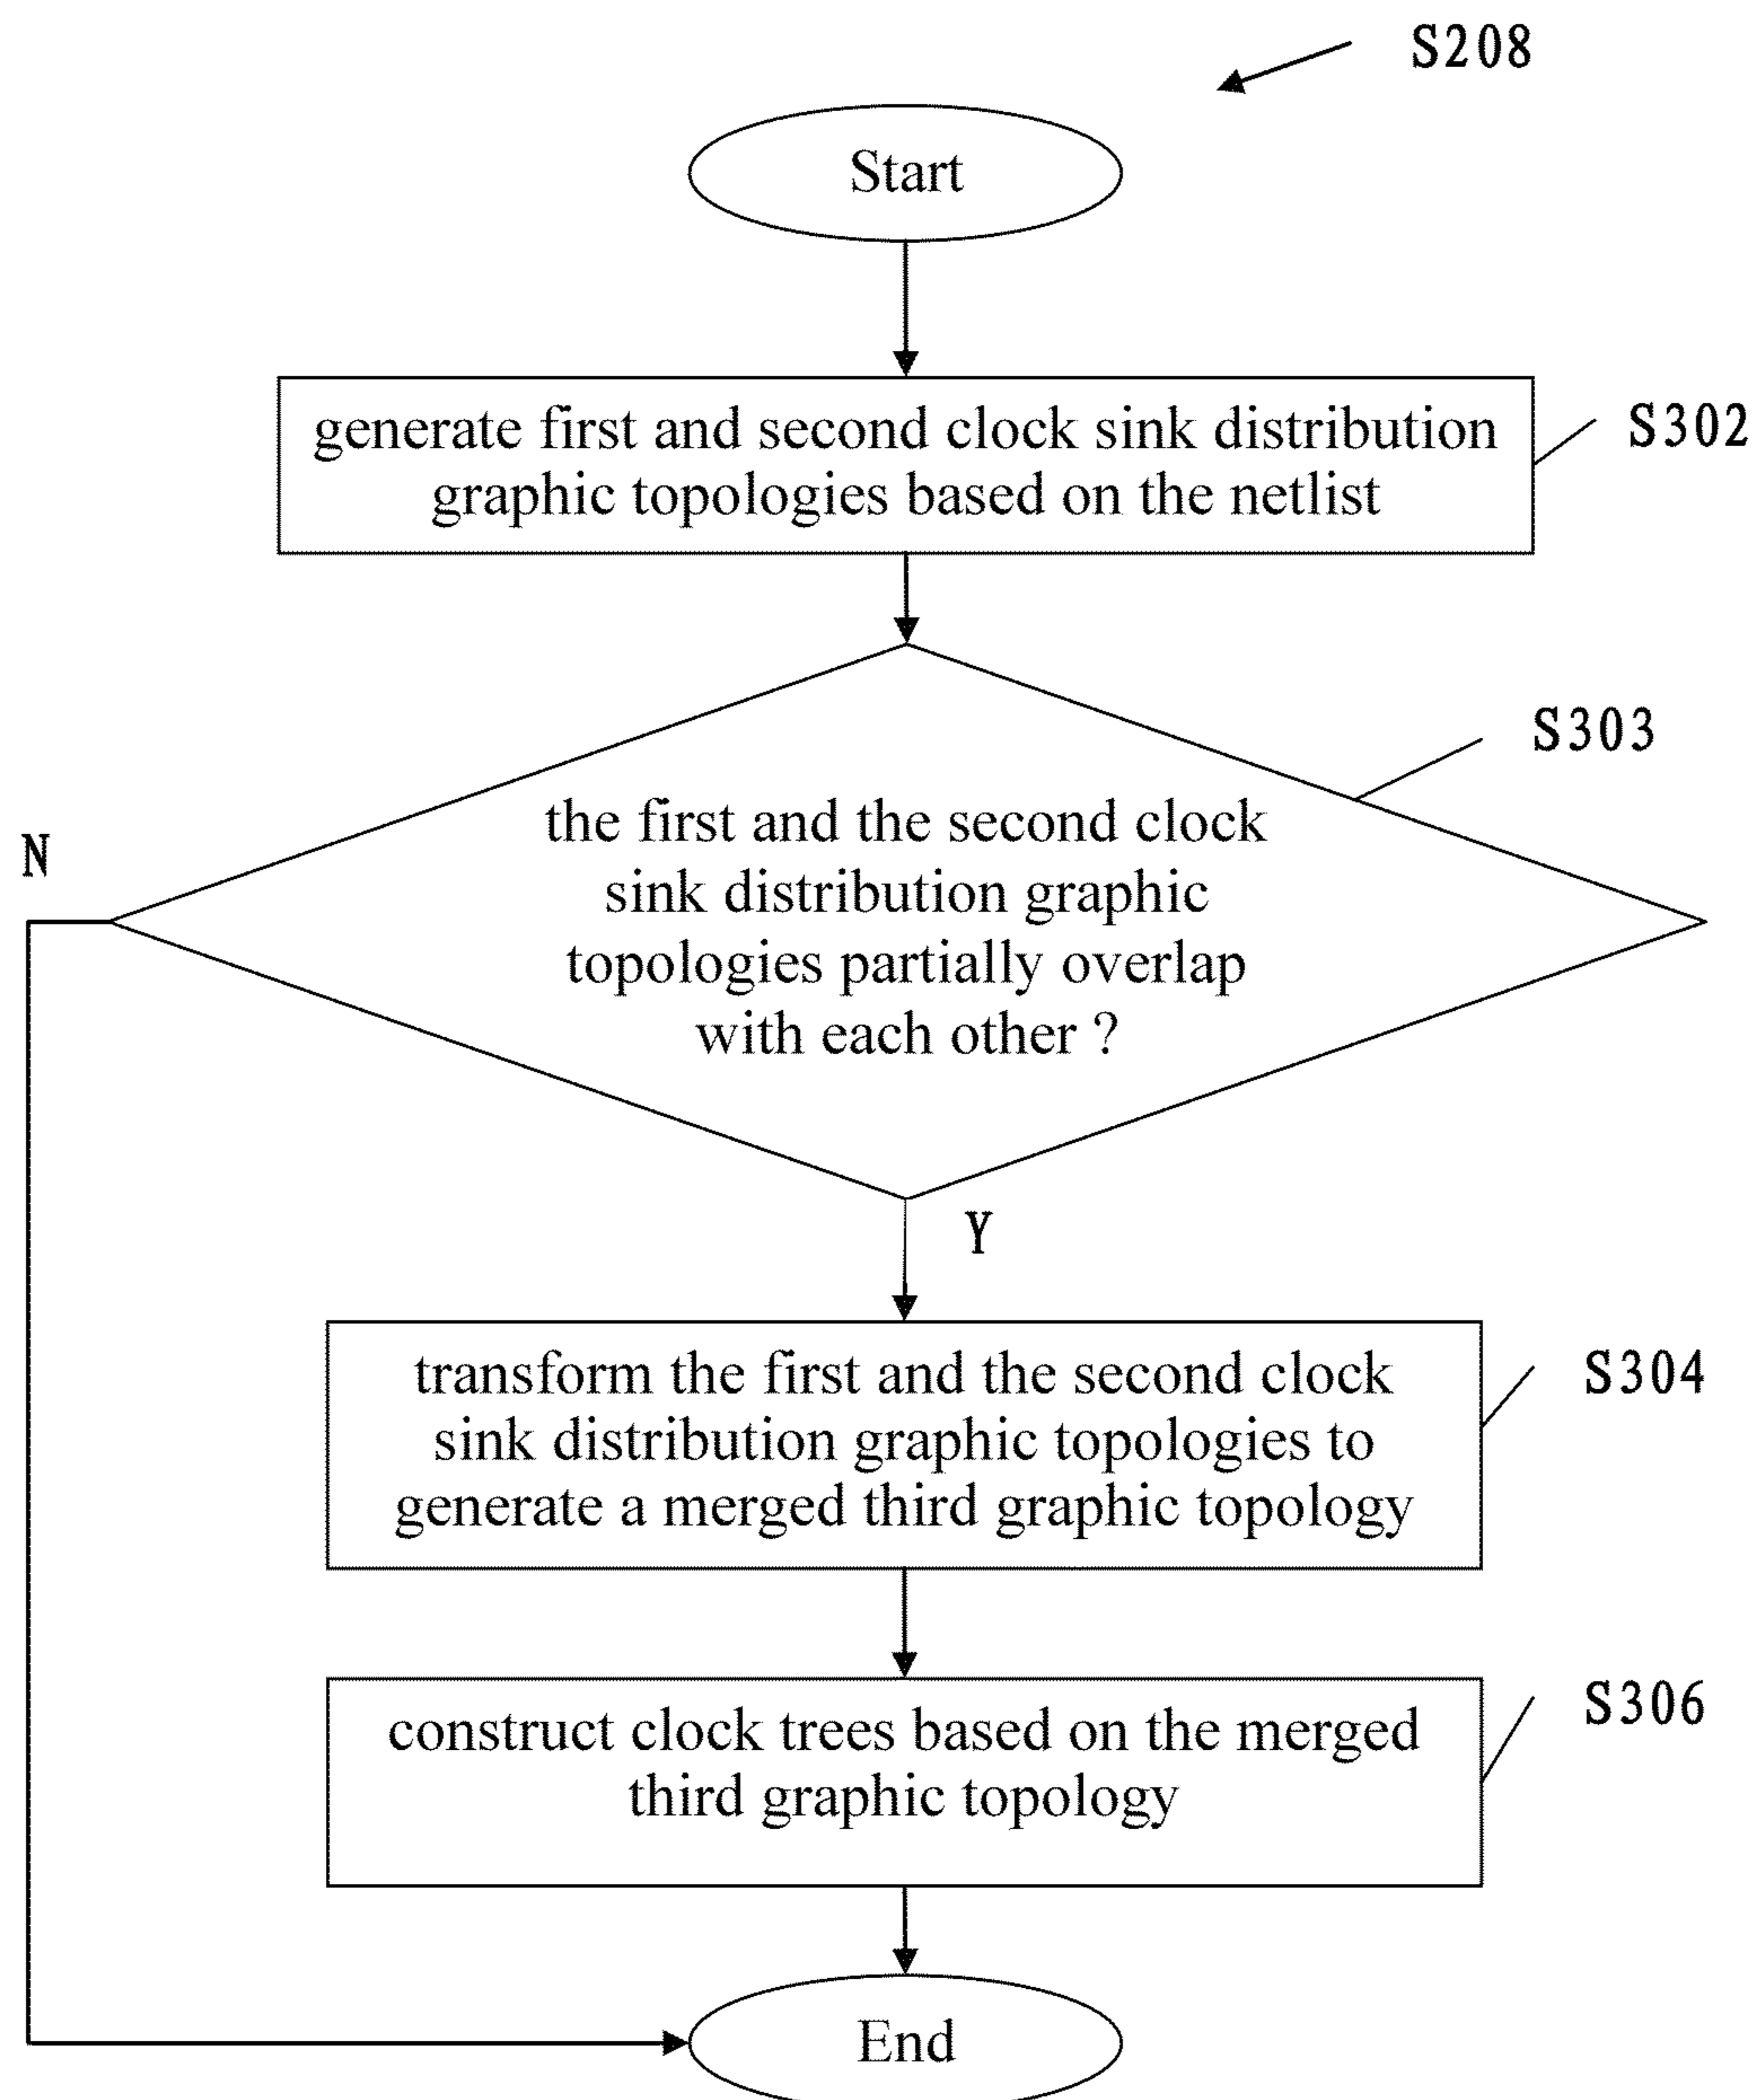 S208
Start
generate first and second clock sink distribution
graphic topologies based on the netlist
S302
S303
the first and the second clock
sink distribution graphic
topologies partially overlap
with each other ?
N
Y
transform the first and the second clock
sink distribution graphic topologies to
generate a merged third graphic topology
S304
construct clock trees based on the merged
third graphic topology
S306
End